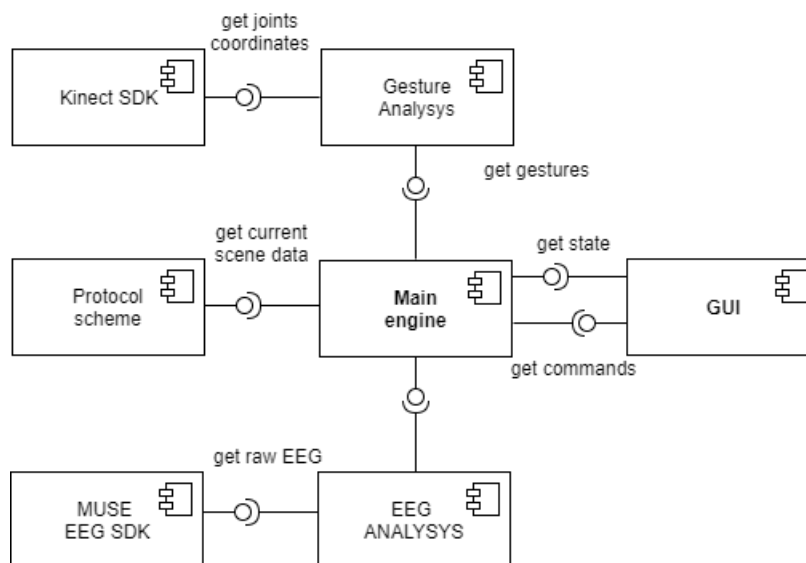 get joints
coordinates
Kinect SDK
Gesture
Analysys
get gestures
get current
scene data
get state
Protocol
scheme
Main
engine
GUI
get commands
get raw EEG
MUSE
EEG SDK
EEG
ANALYSYS